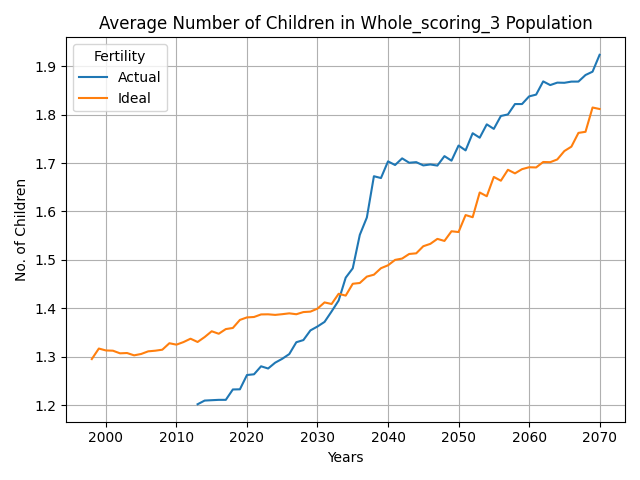 Average Number of Children in Whole_scoring_3 Population
Fertility
Actual
Ideal
No. of Children
1.9
1.8
1.7
1.6
1.5
1.4
1.3
1.2
2000 2010 2020 2030 2040 2050 2060 2070
Years